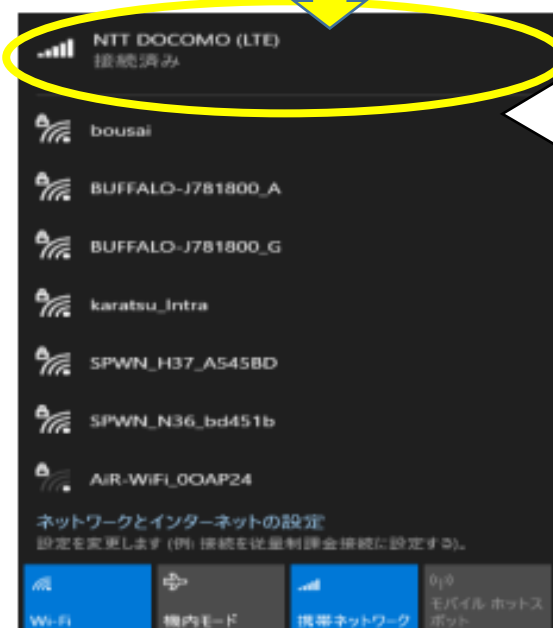 NTT DOCOMO (LTE)
接続済み
bousai
BUFFALO-J781800_A
BUFFALO-J781800_G
karatsu_Intra
SPWN_H37_A545BD
SPWN_N36_bd451b
AiR-WiFi_0OAP24
ネットワークとインターネットの設定
設定を変更します (例: 接続を従量制課金接続に設定する)。
Wi-Fi
機内モード
携帯ネットワーク
モバイル ホットス
ポット